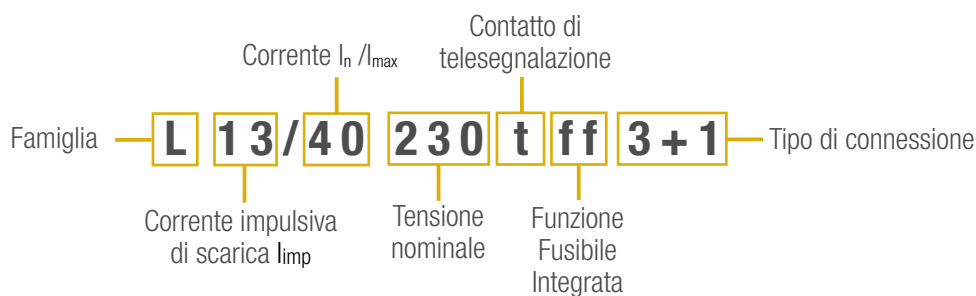 Corrente In /Imax
Contatto di
telesegnalazione
Famiglia
L 13/40 230 t ff 3+1
Tipo di connessione
Corrente impulsiva
di scarica Iimp
Tensione
nominale
Funzione
Fusibile
Integrata